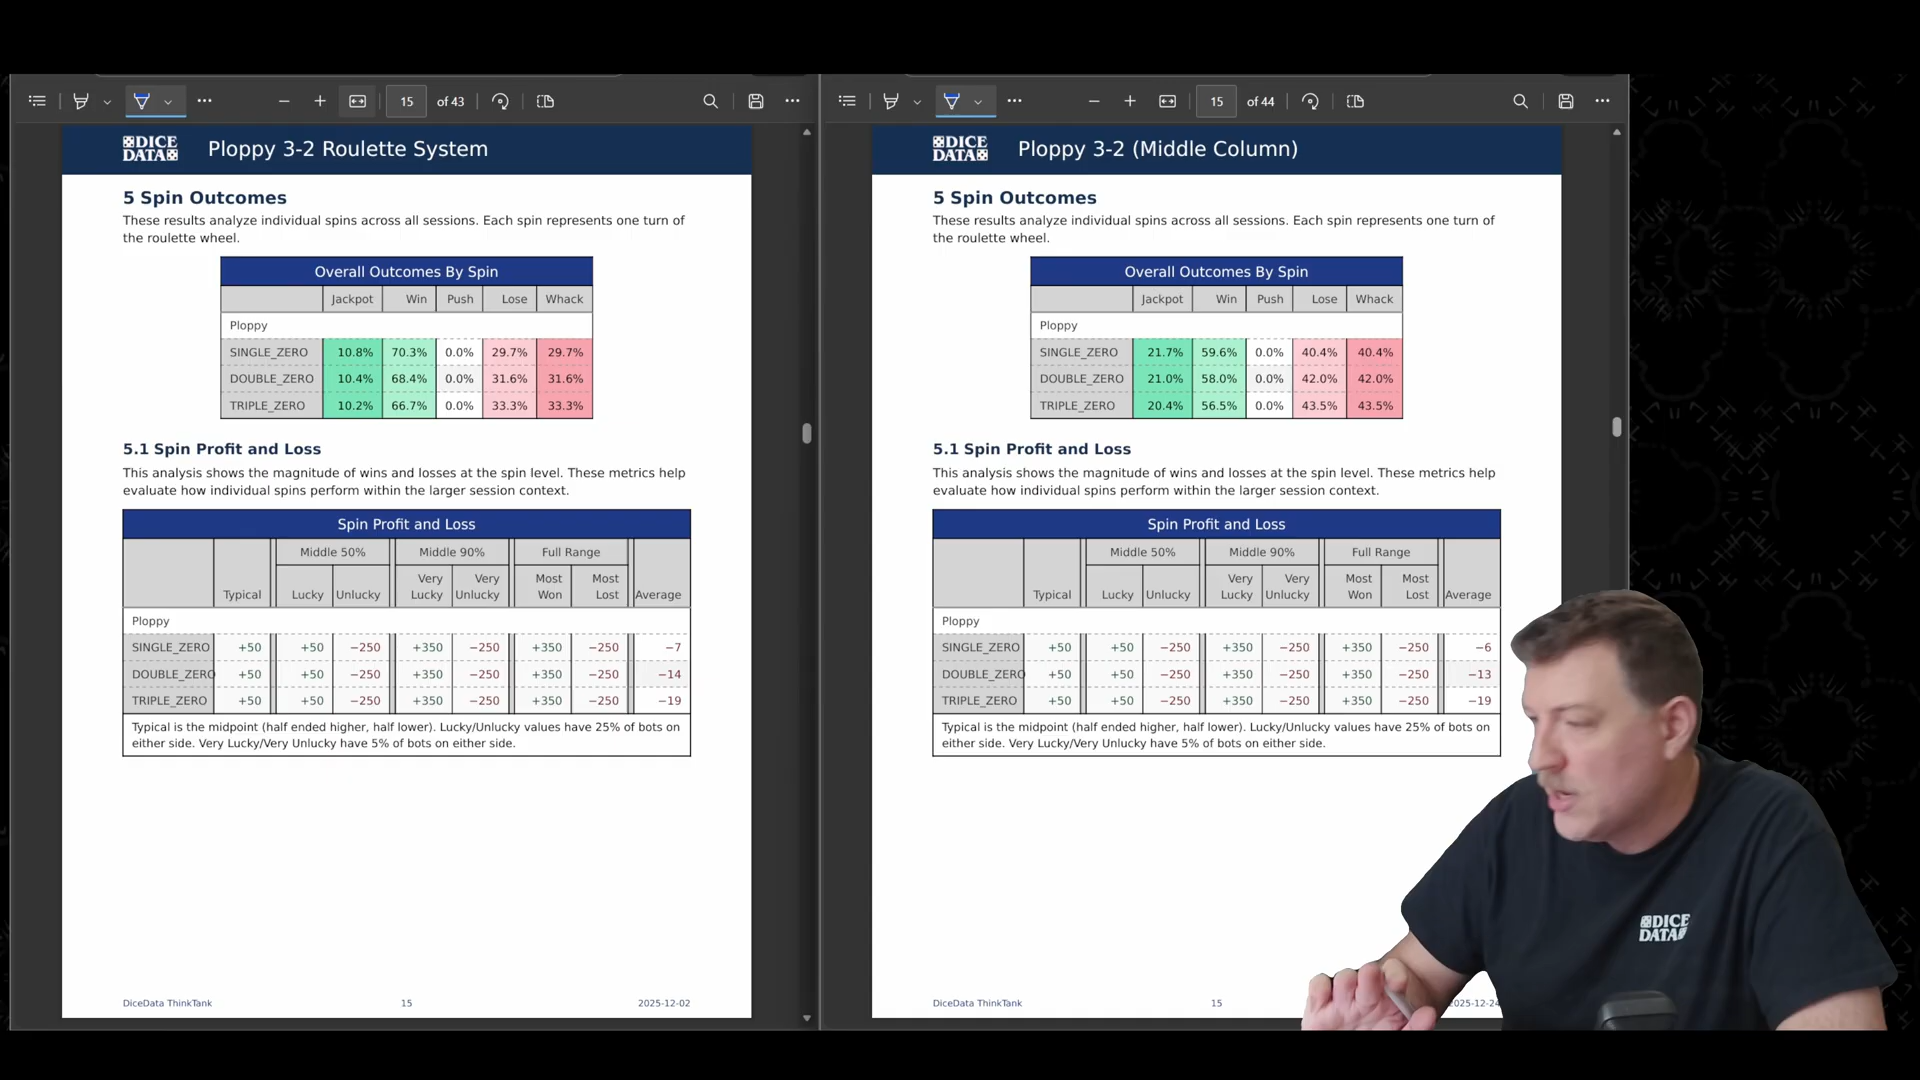 15 of 43
DICE
DATA
Ploppy 3-2 Roulette System
5 Spin Outcomes
These results analyze individual spins across all sessions. Each spin represents one turn of
the roulette wheel.
Overall Outcomes By Spin
Jackpot Win Push Lose Whack
Ploppy
SINGLE_ZERO 10.8% 70.3% 0.0% 29.7% 29.7%
DOUBLE_ZERO 10.4% 68.4% 0.0% 31.6% 31.6%
TRIPLE_ZERO 10.2% 66.7% 0.0% 33.3% 33.3%
5.1 Spin Profit and Loss
This analysis shows the magnitude of wins and losses at the spin level. These metrics help
evaluate how individual spins perform within the larger session context.
Spin Profit and Loss
Middle 50% Middle 90% Full Range
Very Very Most Most
Typical Lucky Unlucky Lucky Unlucky Won Lost Average
Ploppy
SINGLE_ZERO +50 +50 −250 +350 −250 +350 −250 −7
DOUBLE_ZERO +50 +50 −250 +350 −250 +350 −250 −14
TRIPLE_ZERO +50 +50 −250 +350 −250 +350 −250 −19
Typical is the midpoint (half ended higher, half lower). Lucky/Unlucky values have 25% of bots on
either side. Very Lucky/Very Unlucky have 5% of bots on either side.
DiceData ThinkTank 15 2025-12-02
15 of 44
DICE
DATA
Ploppy 3-2 (Middle Column)
5 Spin Outcomes
These results analyze individual spins across all sessions. Each spin represents one turn of
the roulette wheel.
Overall Outcomes By Spin
Jackpot Win Push Lose Whack
Ploppy
SINGLE_ZERO 21.7% 59.6% 0.0% 40.4% 40.4%
DOUBLE_ZERO 21.0% 58.0% 0.0% 42.0% 42.0%
TRIPLE_ZERO 20.4% 56.5% 0.0% 43.5% 43.5%
5.1 Spin Profit and Loss
This analysis shows the magnitude of wins and losses at the spin level. These metrics help
evaluate how individual spins perform within the larger session context.
Spin Profit and Loss
Middle 50% Middle 90% Full Range
Very Very Most Most
Typical Lucky Unlucky Lucky Unlucky Won Lost Average
Ploppy
SINGLE_ZERO +50 +50 −250 +350 −250 +350 −250 −6
DOUBLE_ZERO +50 +50 −250 +350 −250 +350 −250 −13
TRIPLE_ZERO +50 +50 −250 +350 −250 +350 −250 −19
Typical is the midpoint (half ended higher, half lower). Lucky/Unlucky values have 25% of bots on
either side. Very Lucky/Very Unlucky have 5% of bots on either side.
DiceData ThinkTank 15 2025-12-24
DICE
DATA